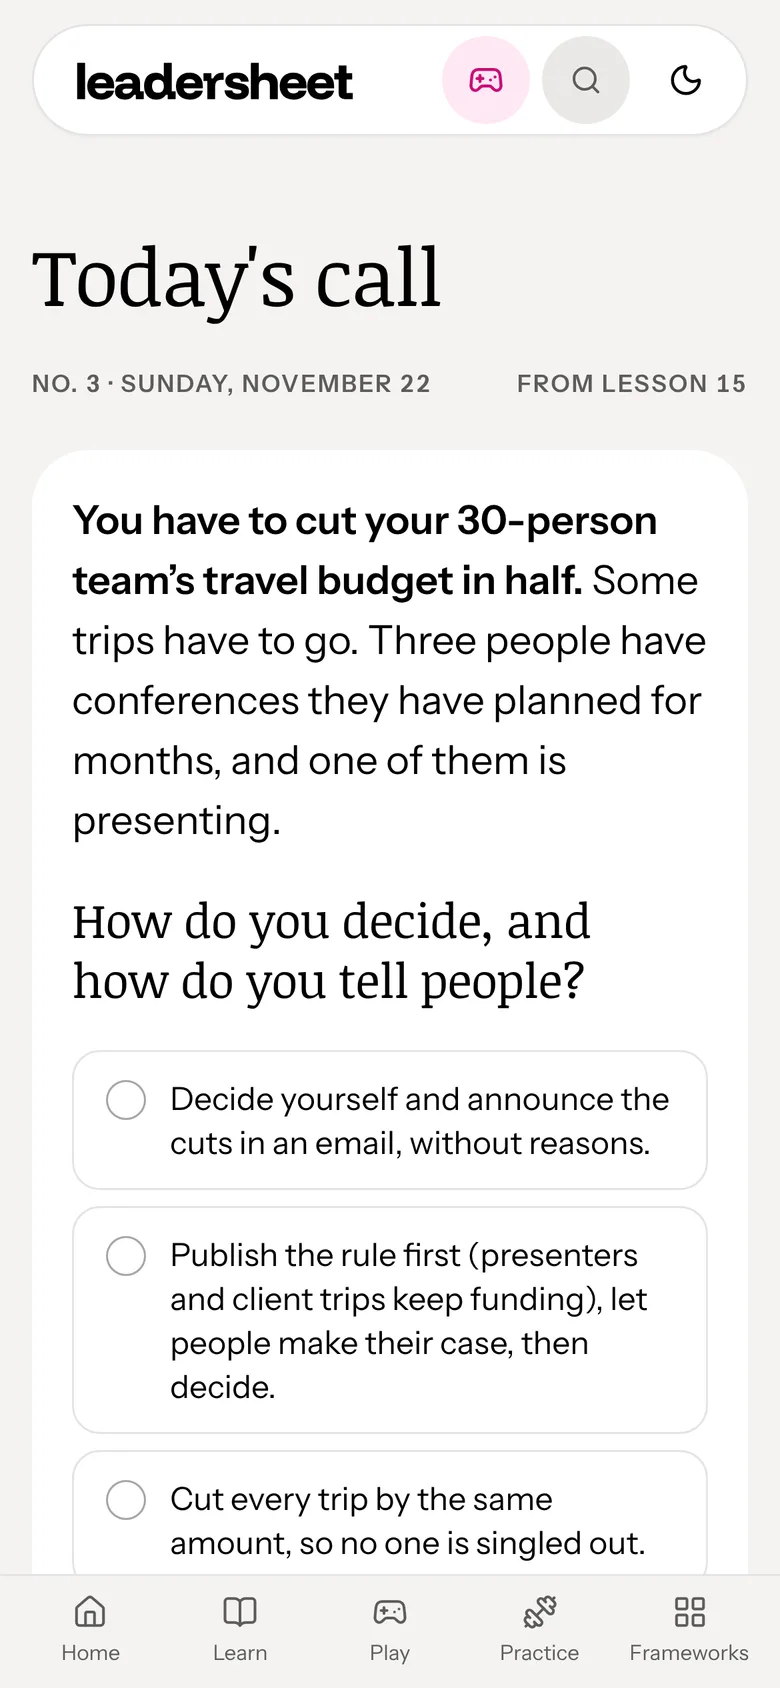 leadersheet
Today's call
NO. 3 · SUNDAY, NOVEMBER 22
FROM LESSON 15
You have to cut your 30-person
team’s travel budget in half. Some
trips have to go. Three people have
conferences they have planned for
months, and one of them is
presenting.
How do you decide, and
how do you tell people?
Decide yourself and announce the
cuts in an email, without reasons.
Publish the rule first (presenters
and client trips keep funding), let
people make their case, then
decide.
Cut every trip by the same
amount, so no one is singled out.
Home
Learn
Play
Practice
Frameworks